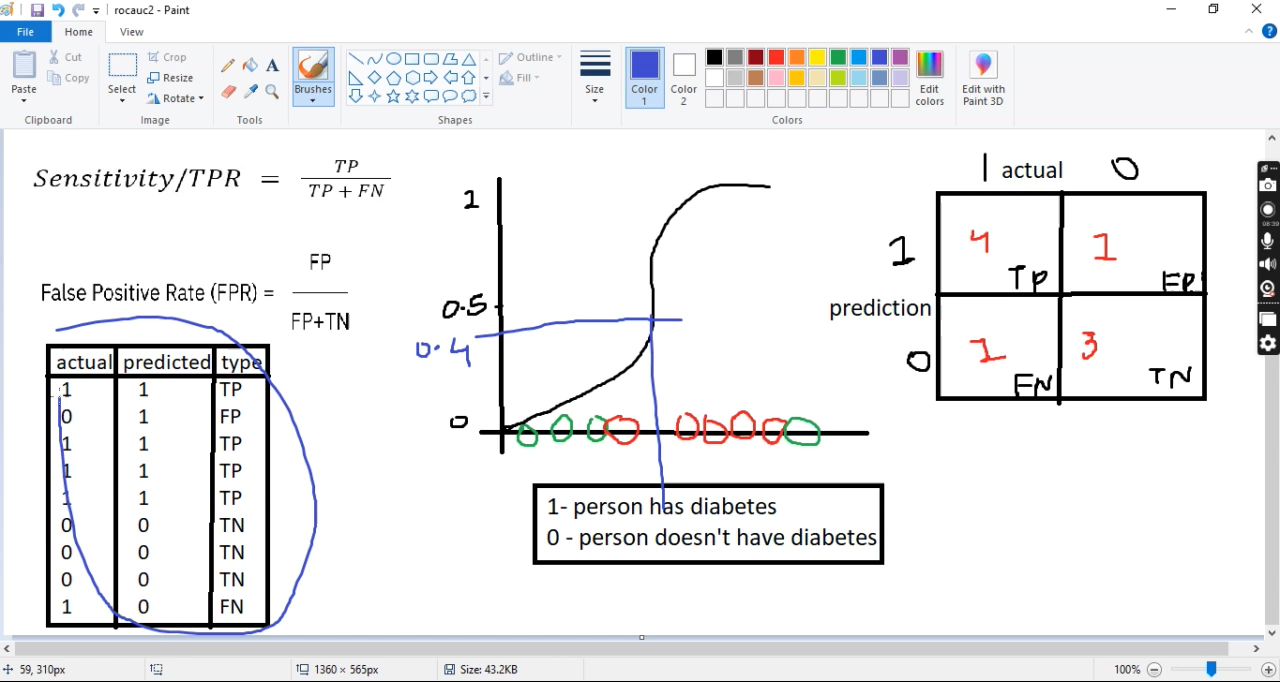 rocauc2 - Paint
File
Home
View
Paste
Cut
Copy
Clipboard
Select
Crop
Resize
Rotate
Image
A
Tools
Brushes
Outline
Fill
Shapes
Size
Color 1
Color 2
Edit colors
Colors
Edit with Paint 3D
Sensitivity/TPR = TP
TP + FN
False Positive Rate (FPR) = FP
FP+TN
actual predicted type
1 1 TP
0 1 FP
1 1 TP
1 1 TP
1 1 TP
0 0 TN
0 0 TN
0 0 TN
1 0 FN
1
0.5
0.4
0
1- person has diabetes
0 - person doesn't have diabetes
1 actual 0
1
prediction
0
4 TP
1 FP
1 FN
3 TN
08:39
59, 310px
1360 × 565px
Size: 43.2KB
100%